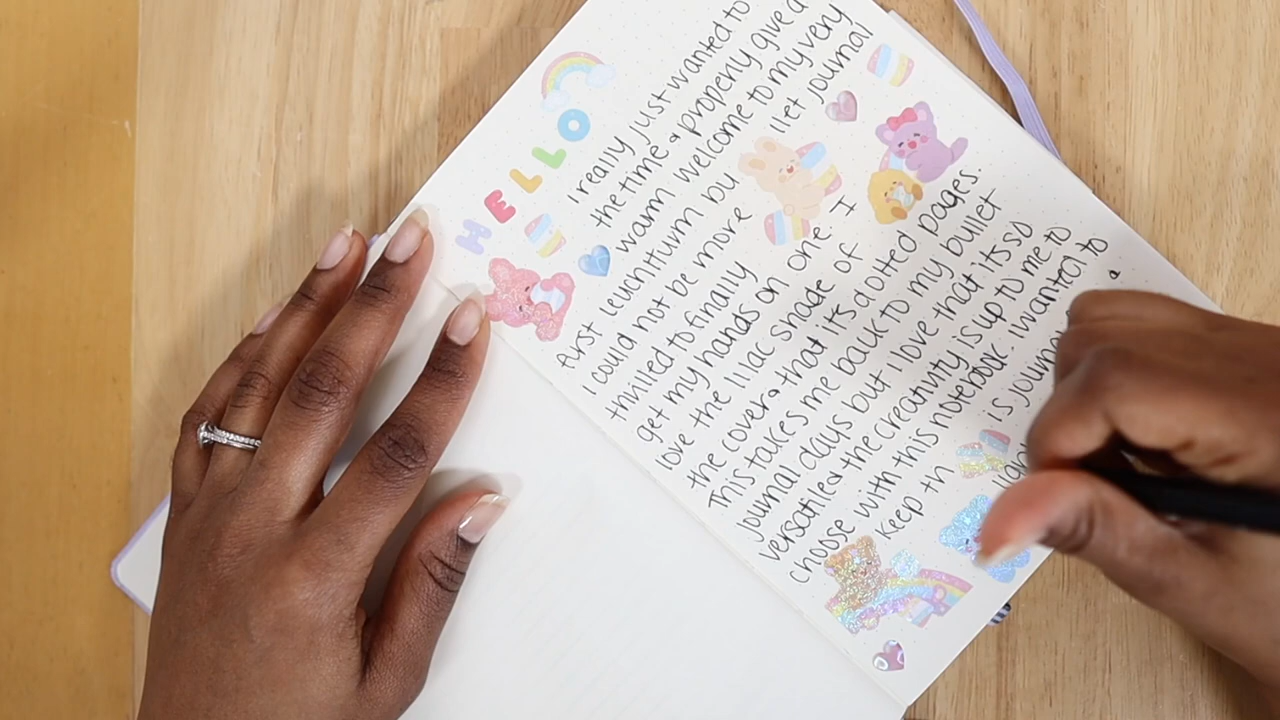 HELLO
I really just wanted to
the time & properly give a
warm welcome to my very
first leuchtturm bullet journal
I could not be more
thrilled to finally
get my hands on one. I
love the lilac shade of
the cover & that it's dotted pages.
This takes me back to my bullet
journal days but I love that it's so
versatile & the creativity is up to me to
choose with this notebook. I wanted to
keep th is journa to
a